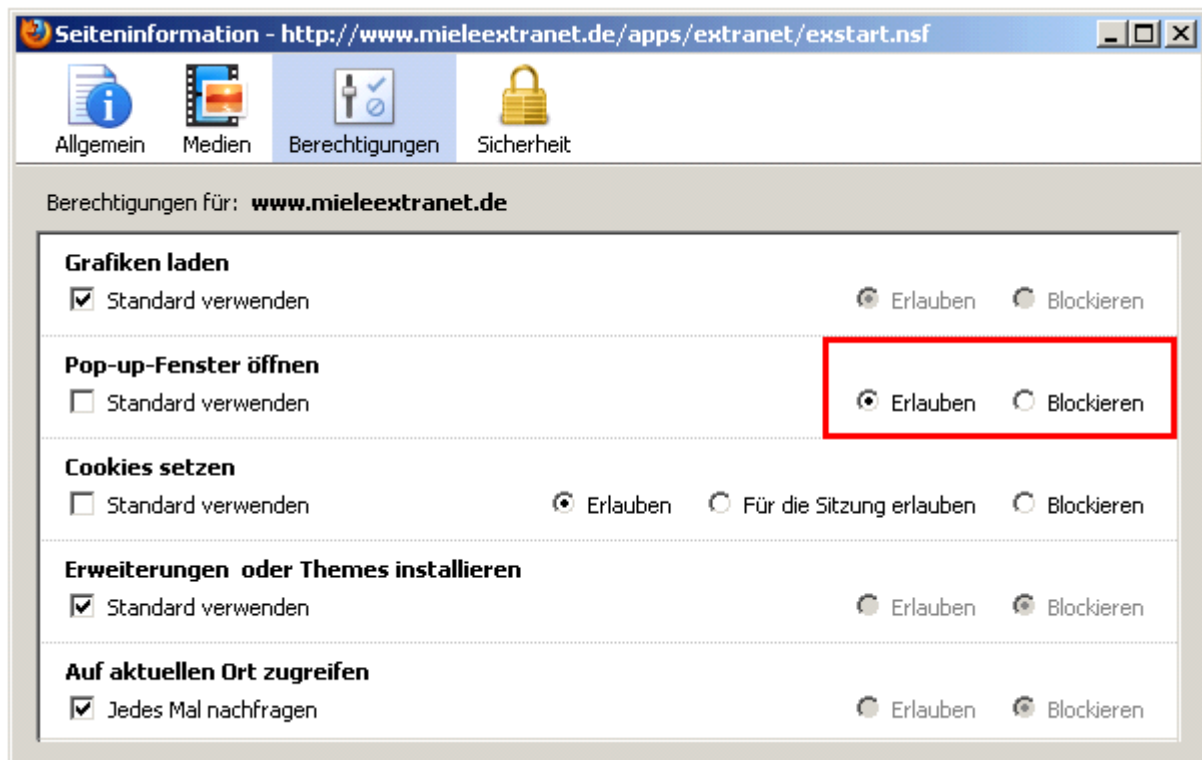 Seiteninformation - http://www.mieleextranet.de/apps/extranet/exstart.nsf
Allgemein Medien Berechtigungen Sicherheit
Berechtigungen für: www.mieleextranet.de
Grafiken laden
Standard verwenden Erlauben Blockieren
Pop-up-Fenster öffnen
Standard verwenden Erlauben Blockieren
Cookies setzen
Standard verwenden Erlauben Für die Sitzung erlauben Blockieren
Erweiterungen oder Themes installieren
Standard verwenden Erlauben Blockieren
Auf aktuellen Ort zugreifen
Jedes Mal nachfragen Erlauben Blockieren